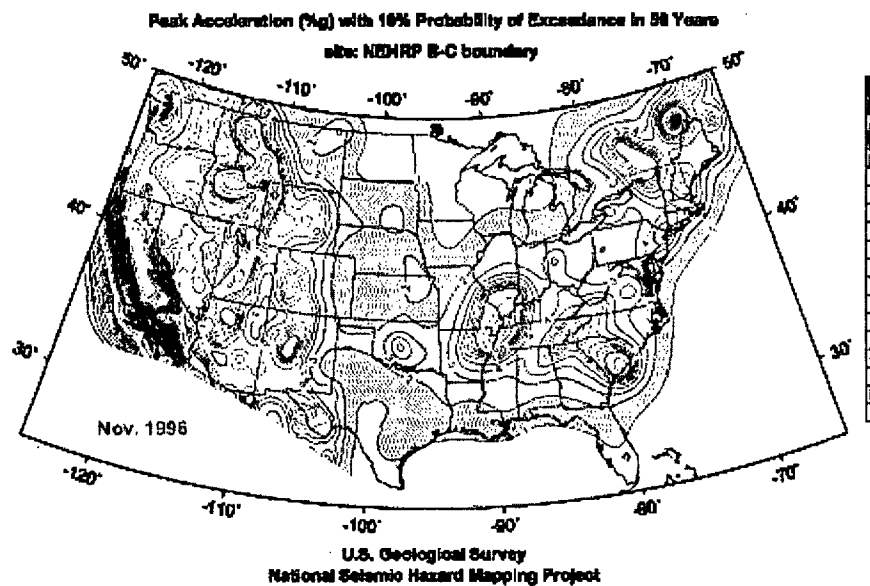 Peak Acceleration (%g) with 10% Probability of Exceedance in 50 Years
site: NEHRP B-C boundary
-120° -70°
50° -110° -100° -90° -80° 50°
40° 40°
30° 30°
Nov. 1996
-120° -70°
-110° -100° -90° -80°
U.S. Geological Survey
National Seismic Hazard Mapping Project